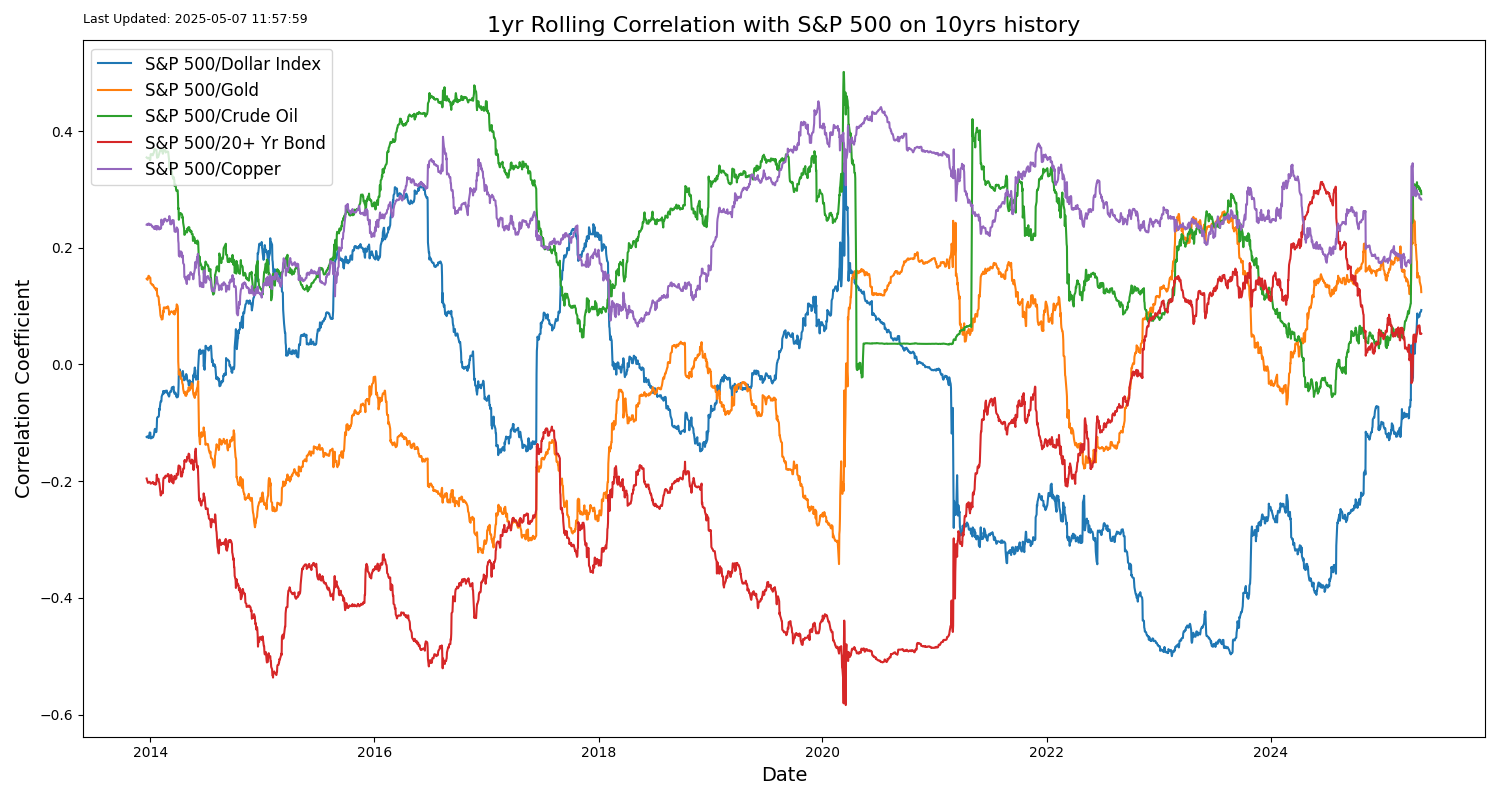 Last Updated: 2025-05-07 11:57:59
1yr Rolling Correlation with S&P 500 on 10yrs history
S&P 500/Dollar Index
S&P 500/Gold
S&P 500/Crude Oil
S&P 500/20+ Yr Bond
S&P 500/Copper
Correlation Coefficient
0.4
0.2
0.0
−0.2
−0.4
−0.6
2014 2016 2018 2020 2022 2024
Date